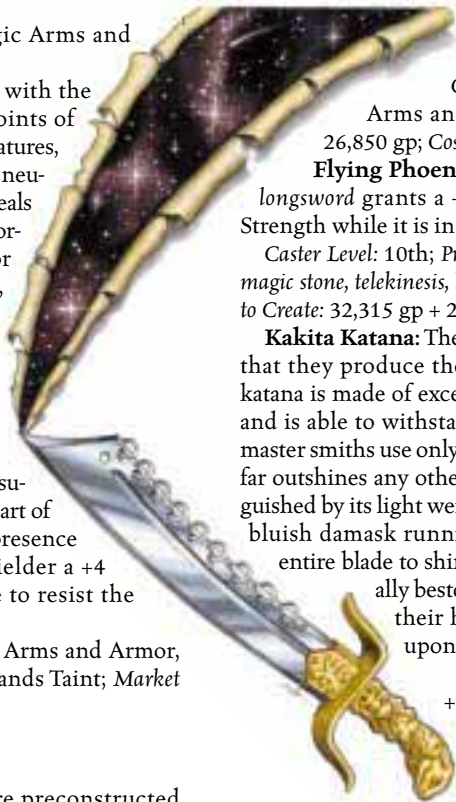 gic Arms and
with the
oints of
atures,
neu-
eals
or-
or
su-
art of
presence
ielder a +4
e to resist the
Arms and Armor,
ands Taint; Market
re preconstructed
Arms an
26,850 gp; Cos
Flying Phoen
longsword grants a
Strength while it is in
Caster Level: 10th; Pr
magic stone, telekinesis,
to Create: 32,315 gp + 2
Kakita Katana: The
that they produce the
katana is made of exce
and is able to withsta
master smiths use only
far outshines any othe
guished by its light wei
bluish damask runni
entire blade to shin
ally beste
their h
upon
+